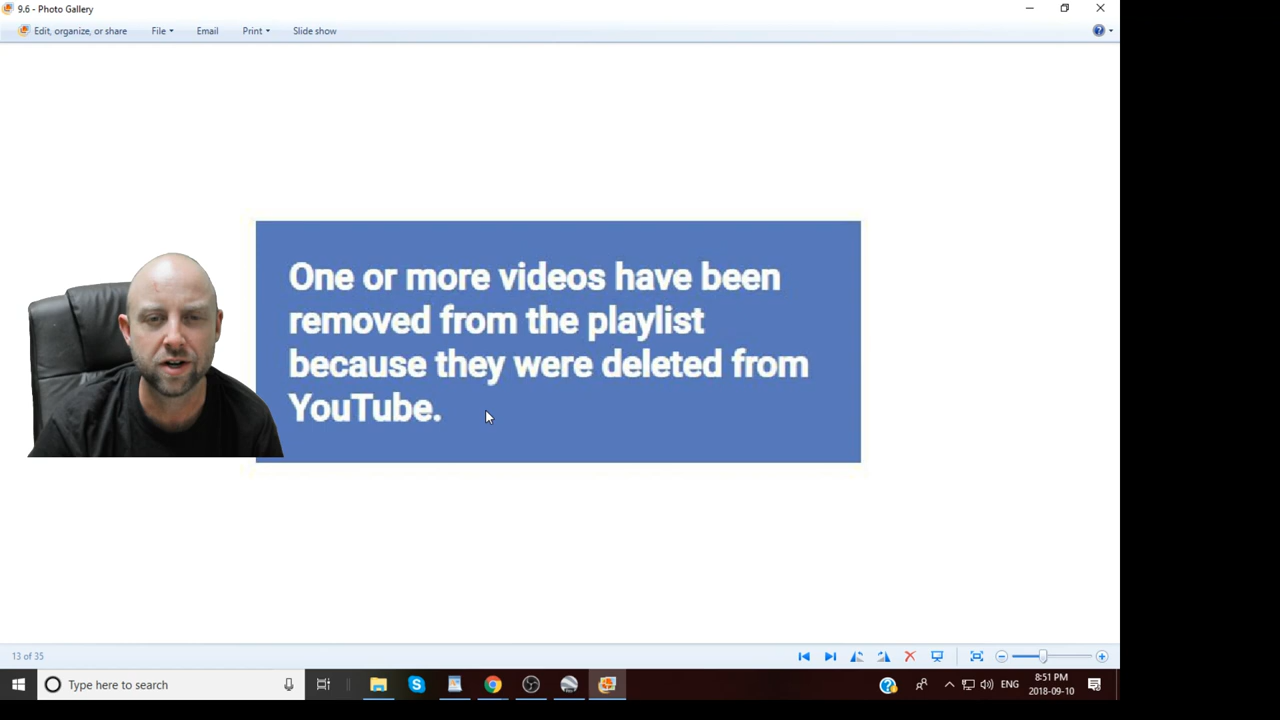 9.6 - Photo Gallery
Edit, organize, or share
File
Email
Print
Slide show
One or more videos have been
removed from the playlist
because they were deleted from
YouTube.
13 of 35
Type here to search
ENG
8:51 PM
2018-09-10